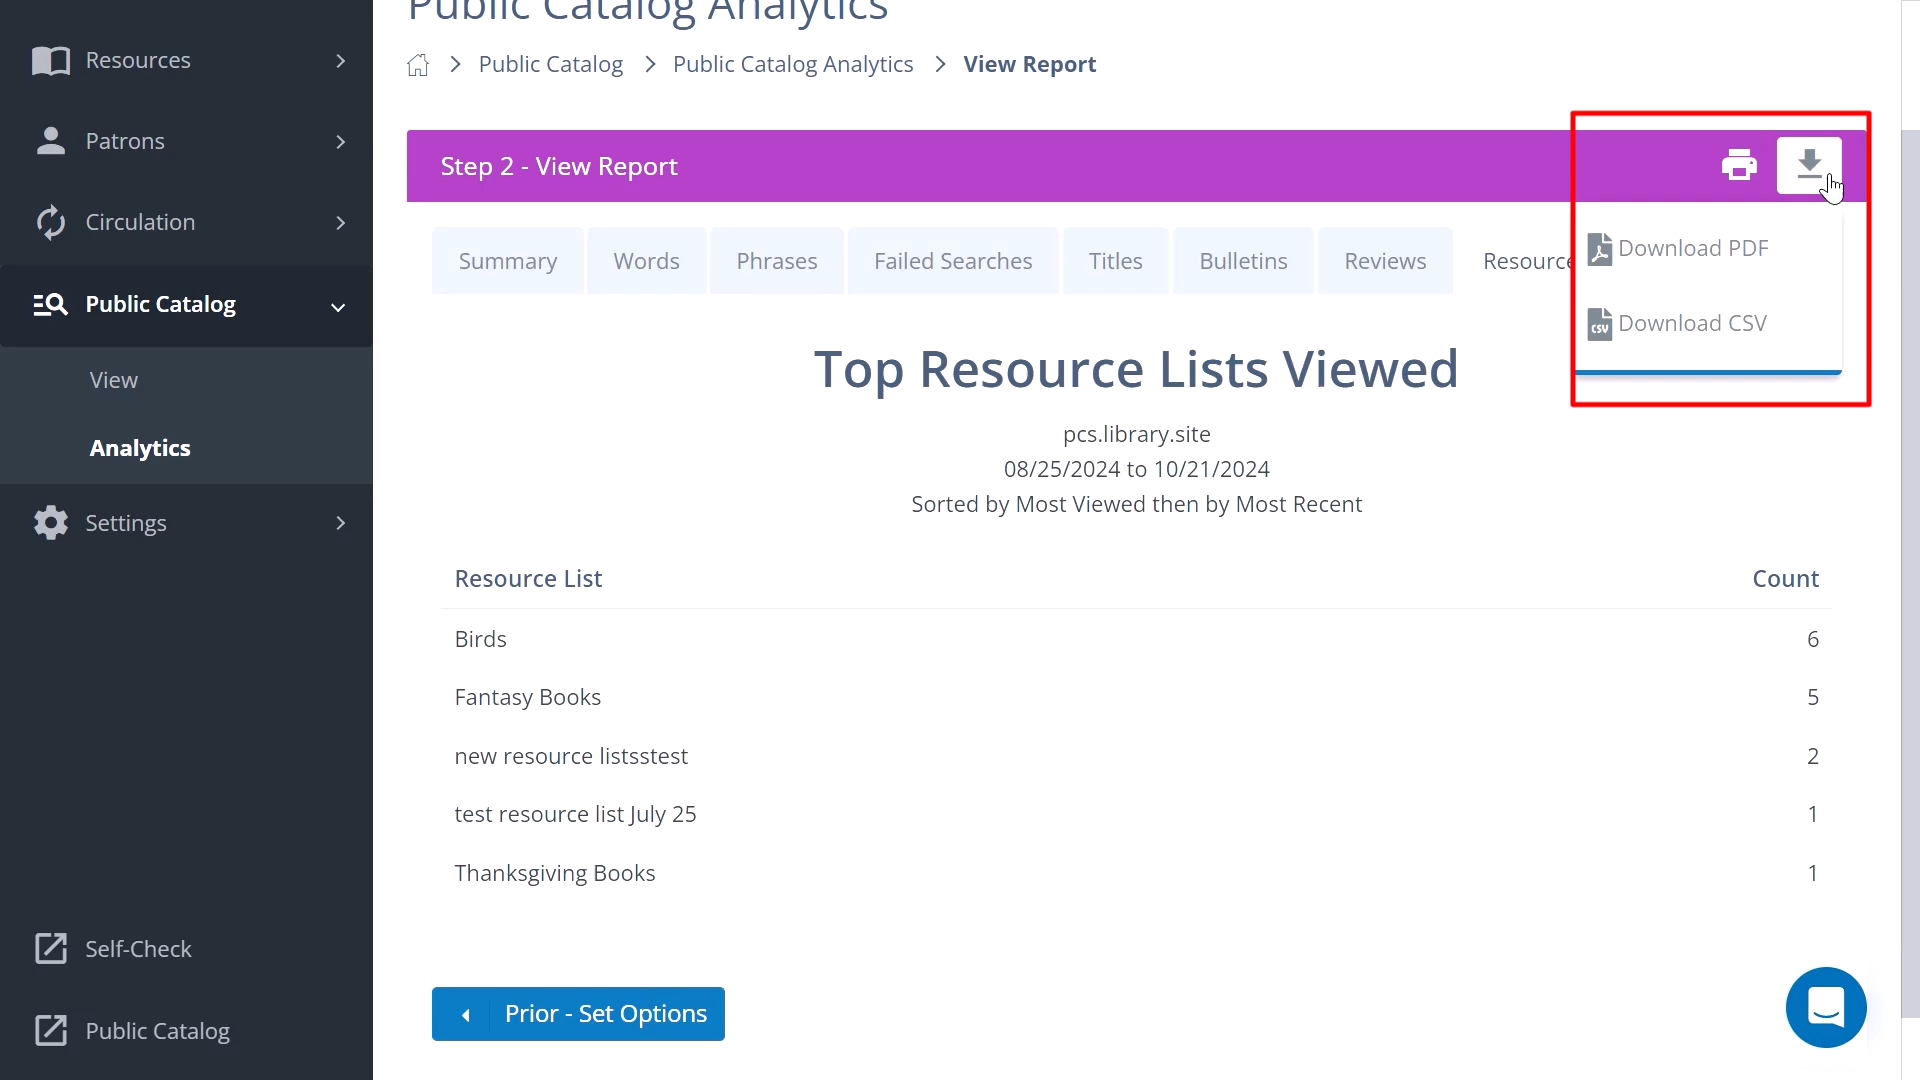 Public Catalog Analytics
Resources
Public Catalog
Public Catalog Analytics
View Report
Patrons
Step 2 - View Report
Circulation
Summary
Words
Phrases
Failed Searches
Titles
Bulletins
Reviews
Resource
Download PDF
CSV Download CSV
Public Catalog
View
Analytics
Settings
Top Resource Lists Viewed
pcs.library.site
08/25/2024 to 10/21/2024
Sorted by Most Viewed then by Most Recent
Resource List Count
Birds 6
Fantasy Books 5
new resource listsstest 2
test resource list July 25 1
Thanksgiving Books 1
Self-Check
Public Catalog
Prior - Set Options